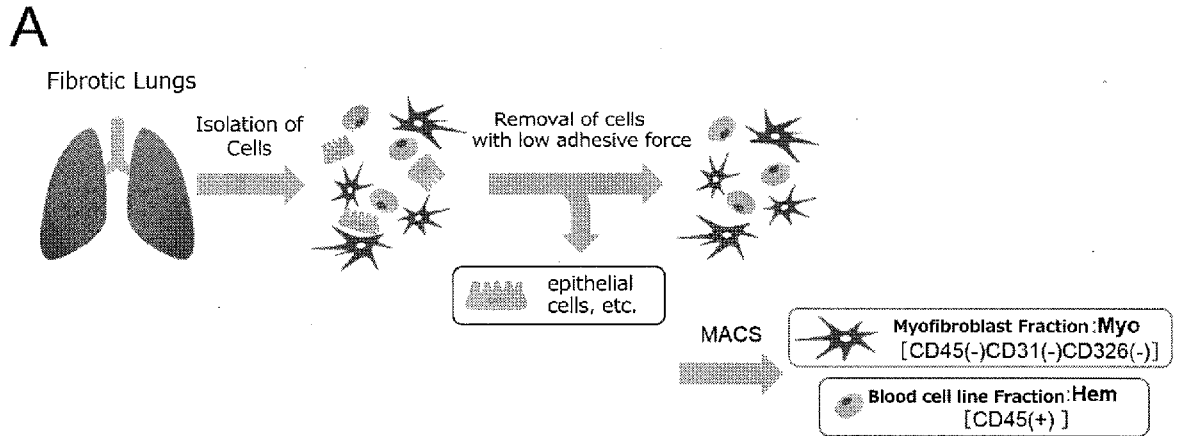 A
Fibrotic Lungs
Isolation of
Cells
Removal of cells
with low adhesive force
epithelial
cells, etc.
MACS
Myofibroblast Fraction:Myo
[CD45(-)CD31(-)CD326(-)]
Blood cell line Fraction:Hem
[CD45(+) ]